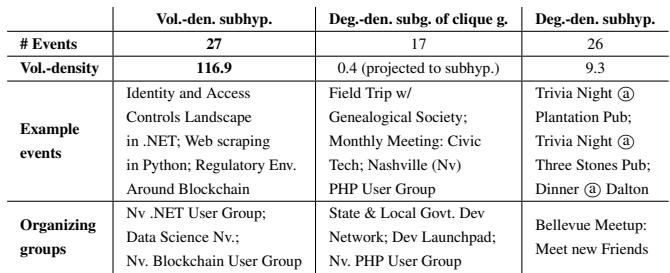 Vol.-den. subhyp. Deg.-den. subg. of clique g. Deg.-den. subhyp.
# Events 27 17 26
Vol.-density 116.9 0.4 (projected to subhyp.) 9.3
Example events
Identity and Access
Controls Landscape
in .NET; Web scraping
in Python; Regulatory Env.
Around Blockchain
Field Trip w/
Genealogical Society;
Monthly Meeting: Civic
Tech; Nashville (Nv)
PHP User Group
Trivia Night ⓐ
Plantation Pub;
Trivia Night ⓐ
Three Stones Pub;
Dinner ⓐ Dalton
Organizing groups
Nv .NET User Group;
Data Science Nv.;
Nv. Blockchain User Group
State & Local Govt. Dev
Network; Dev Launchpad;
Nv. PHP User Group
Bellevue Meetup:
Meet new Friends